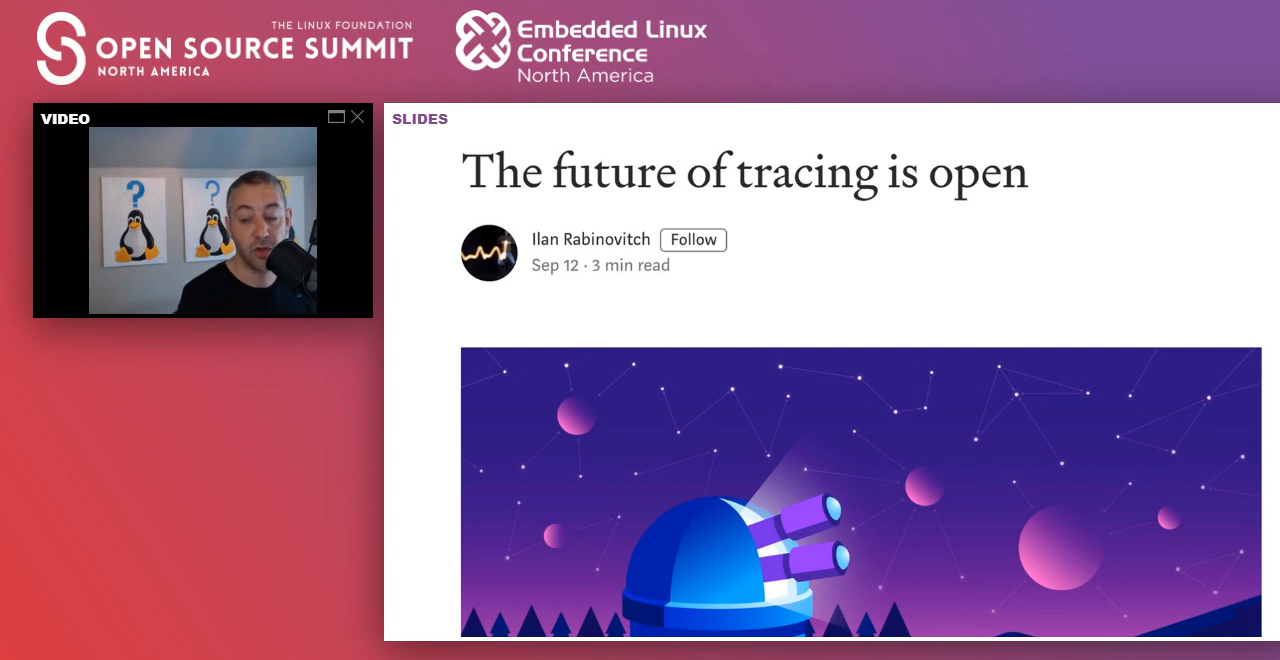 THE LINUX FOUNDATION
OPEN SOURCE SUMMIT
NORTH AMERICA
Embedded Linux
Conference
North America
VIDEO
?
?
?
SLIDES
The future of tracing is open
Ilan Rabinovitch Follow
Sep 12 · 3 min read